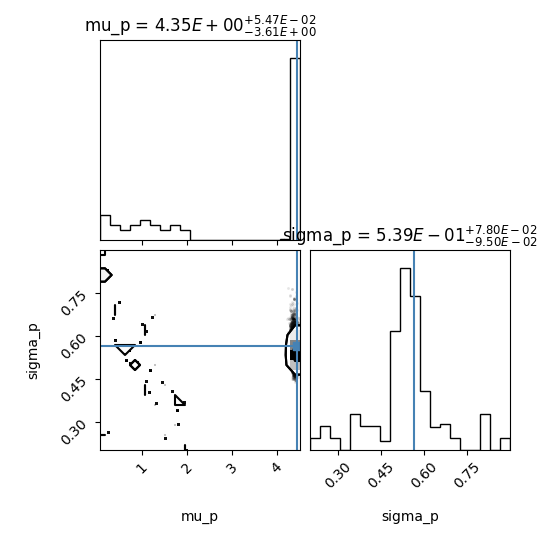 mu_p = 4.35E + 00+5.47E − 02 −3.61E + 00
sigma_p = 5.39E − 01+7.80E − 02 −9.50E − 02
sigma_p
0.75
0.60
0.45
0.30
1 2 3 4
0.30 0.45 0.60 0.75
mu_p
sigma_p